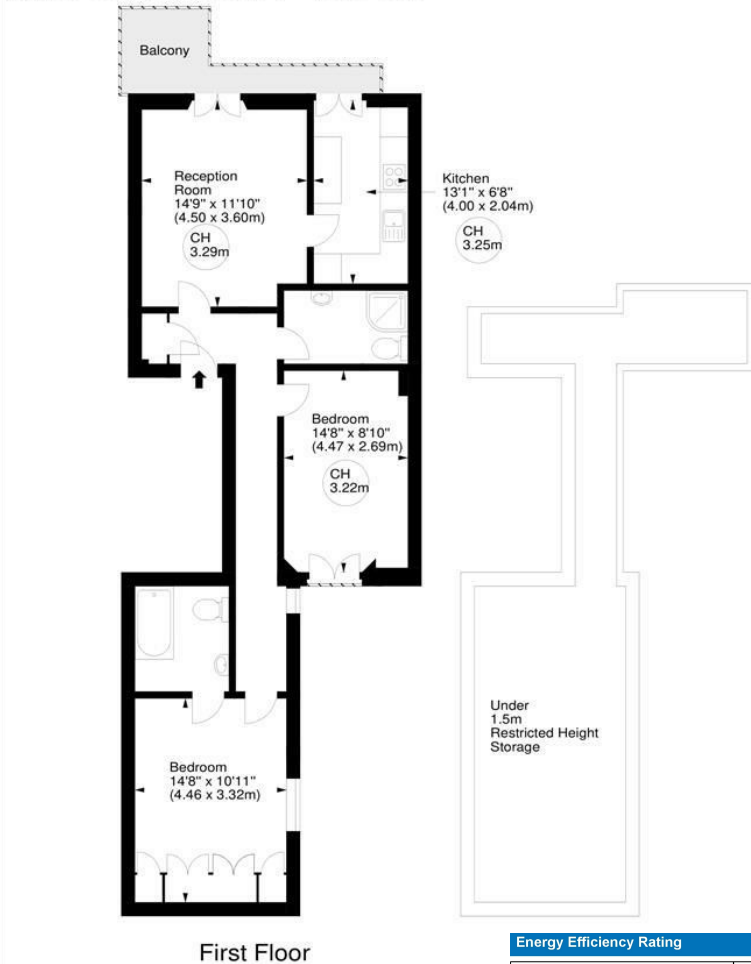 Balcony
Reception
Room
14'9" x 11'10"
(4.50 x 3.60m)
CH
3.29m
Kitchen
13'1" x 6'8"
(4.00 x 2.04m)
CH
3.25m
Bedroom
14'8" x 8'10"
(4.47 x 2.69m)
CH
3.22m
Under
1.5m
Restricted Height
Storage
Bedroom
14'8" x 10'11"
(4.46 x 3.32m)
First Floor
Energy Efficiency Rating